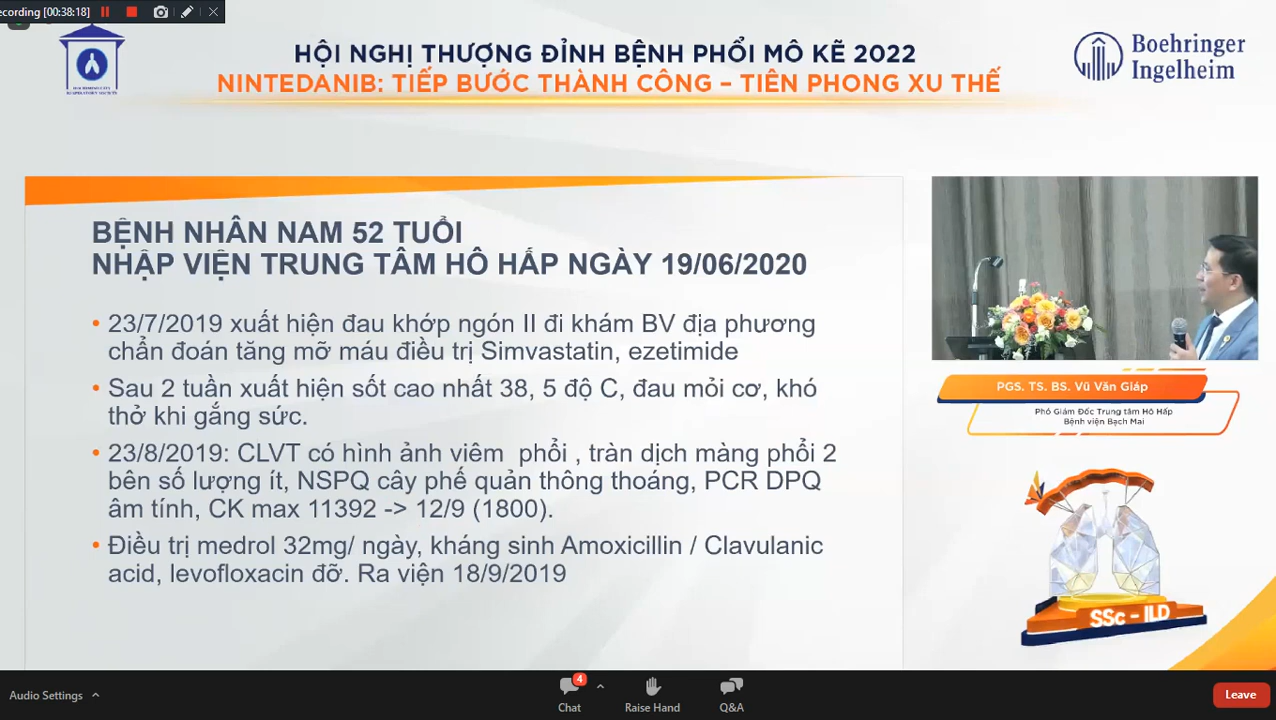 ecording [00:38:18]
HỘI NGHỊ THƯỢNG ĐỈNH BỆNH PHỔI MÔ KẼ 2022
NINTEDANIB: TIẾP BƯỚC THÀNH CÔNG – TIÊN PHONG XU THẾ
Boehringer
Ingelheim
BỆNH NHÂN NAM 52 TUỔI
NHẬP VIỆN TRUNG TÂM HÔ HẤP NGÀY 19/06/2020
• 23/7/2019 xuất hiện đau khớp ngón II đi khám BV địa phương
chẩn đoán tăng mỡ máu điều trị Simvastatin, ezetimide
• Sau 2 tuần xuất hiện sốt cao nhất 38, 5 độ C, đau mỏi cơ, khó
thở khi gắng sức.
• 23/8/2019: CLVT có hình ảnh viêm phổi , tràn dịch màng phổi 2
bên số lượng ít, NSPQ cây phế quản thông thoáng, PCR DPQ
âm tính, CK max 11392 -> 12/9 (1800).
• Điều trị medrol 32mg/ ngày, kháng sinh Amoxicillin / Clavulanic
acid, levofloxacin đỡ. Ra viện 18/9/2019
PGS. TS. BS. Vũ Văn Giáp
Phó Giám Đốc Trung tâm Hô Hấp
Bệnh viện Bạch Mai
SSc - ILD
Audio Settings
4
Chat
Raise Hand
Q&A
Leave